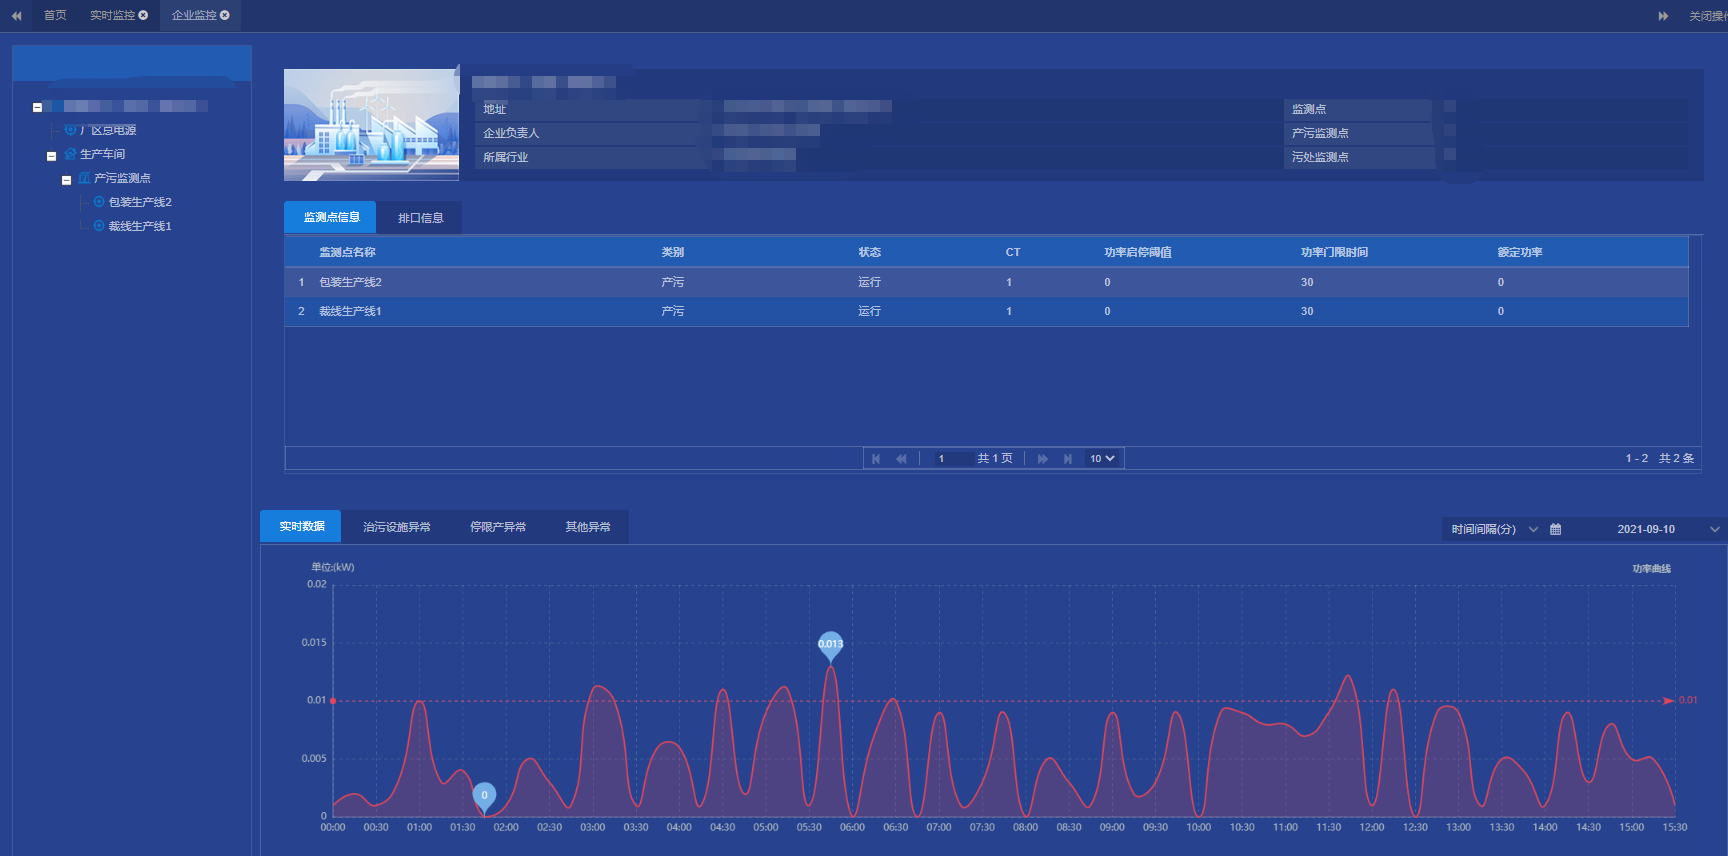 首页 实时监控 企业监控 关闭操作
地址 监测点
厂区总电源
企业负责人 产污监测点
生产车间
所属行业 污处监测点
产污监测点
包装生产线2
裁线生产线1
监测点信息 排口信息
监测点名称 类别 状态 CT 功率启停阈值 功率门限时间 额定功率
1 包装生产线2 产污 运行 1 0 30 0
2 裁线生产线1 产污 运行 1 0 30 0
1 共 1 页 10 1 - 2 共 2 条
实时数据 治污设施异常 停限产异常 其他异常 时间间隔(分) 2021-09-10
单位:(kW) 功率曲线
0.02
0.015 0.013
0.01 0.01
0.005
0
0
00:00 00:30 01:00 01:30 02:00 02:30 03:00 03:30 04:00 04:30 05:00 05:30 06:00 06:30 07:00 07:30 08:00 08:30 09:00 09:30 10:00 10:30 11:00 11:30 12:00 12:30 13:00 13:30 14:00 14:30 15:00 15:30